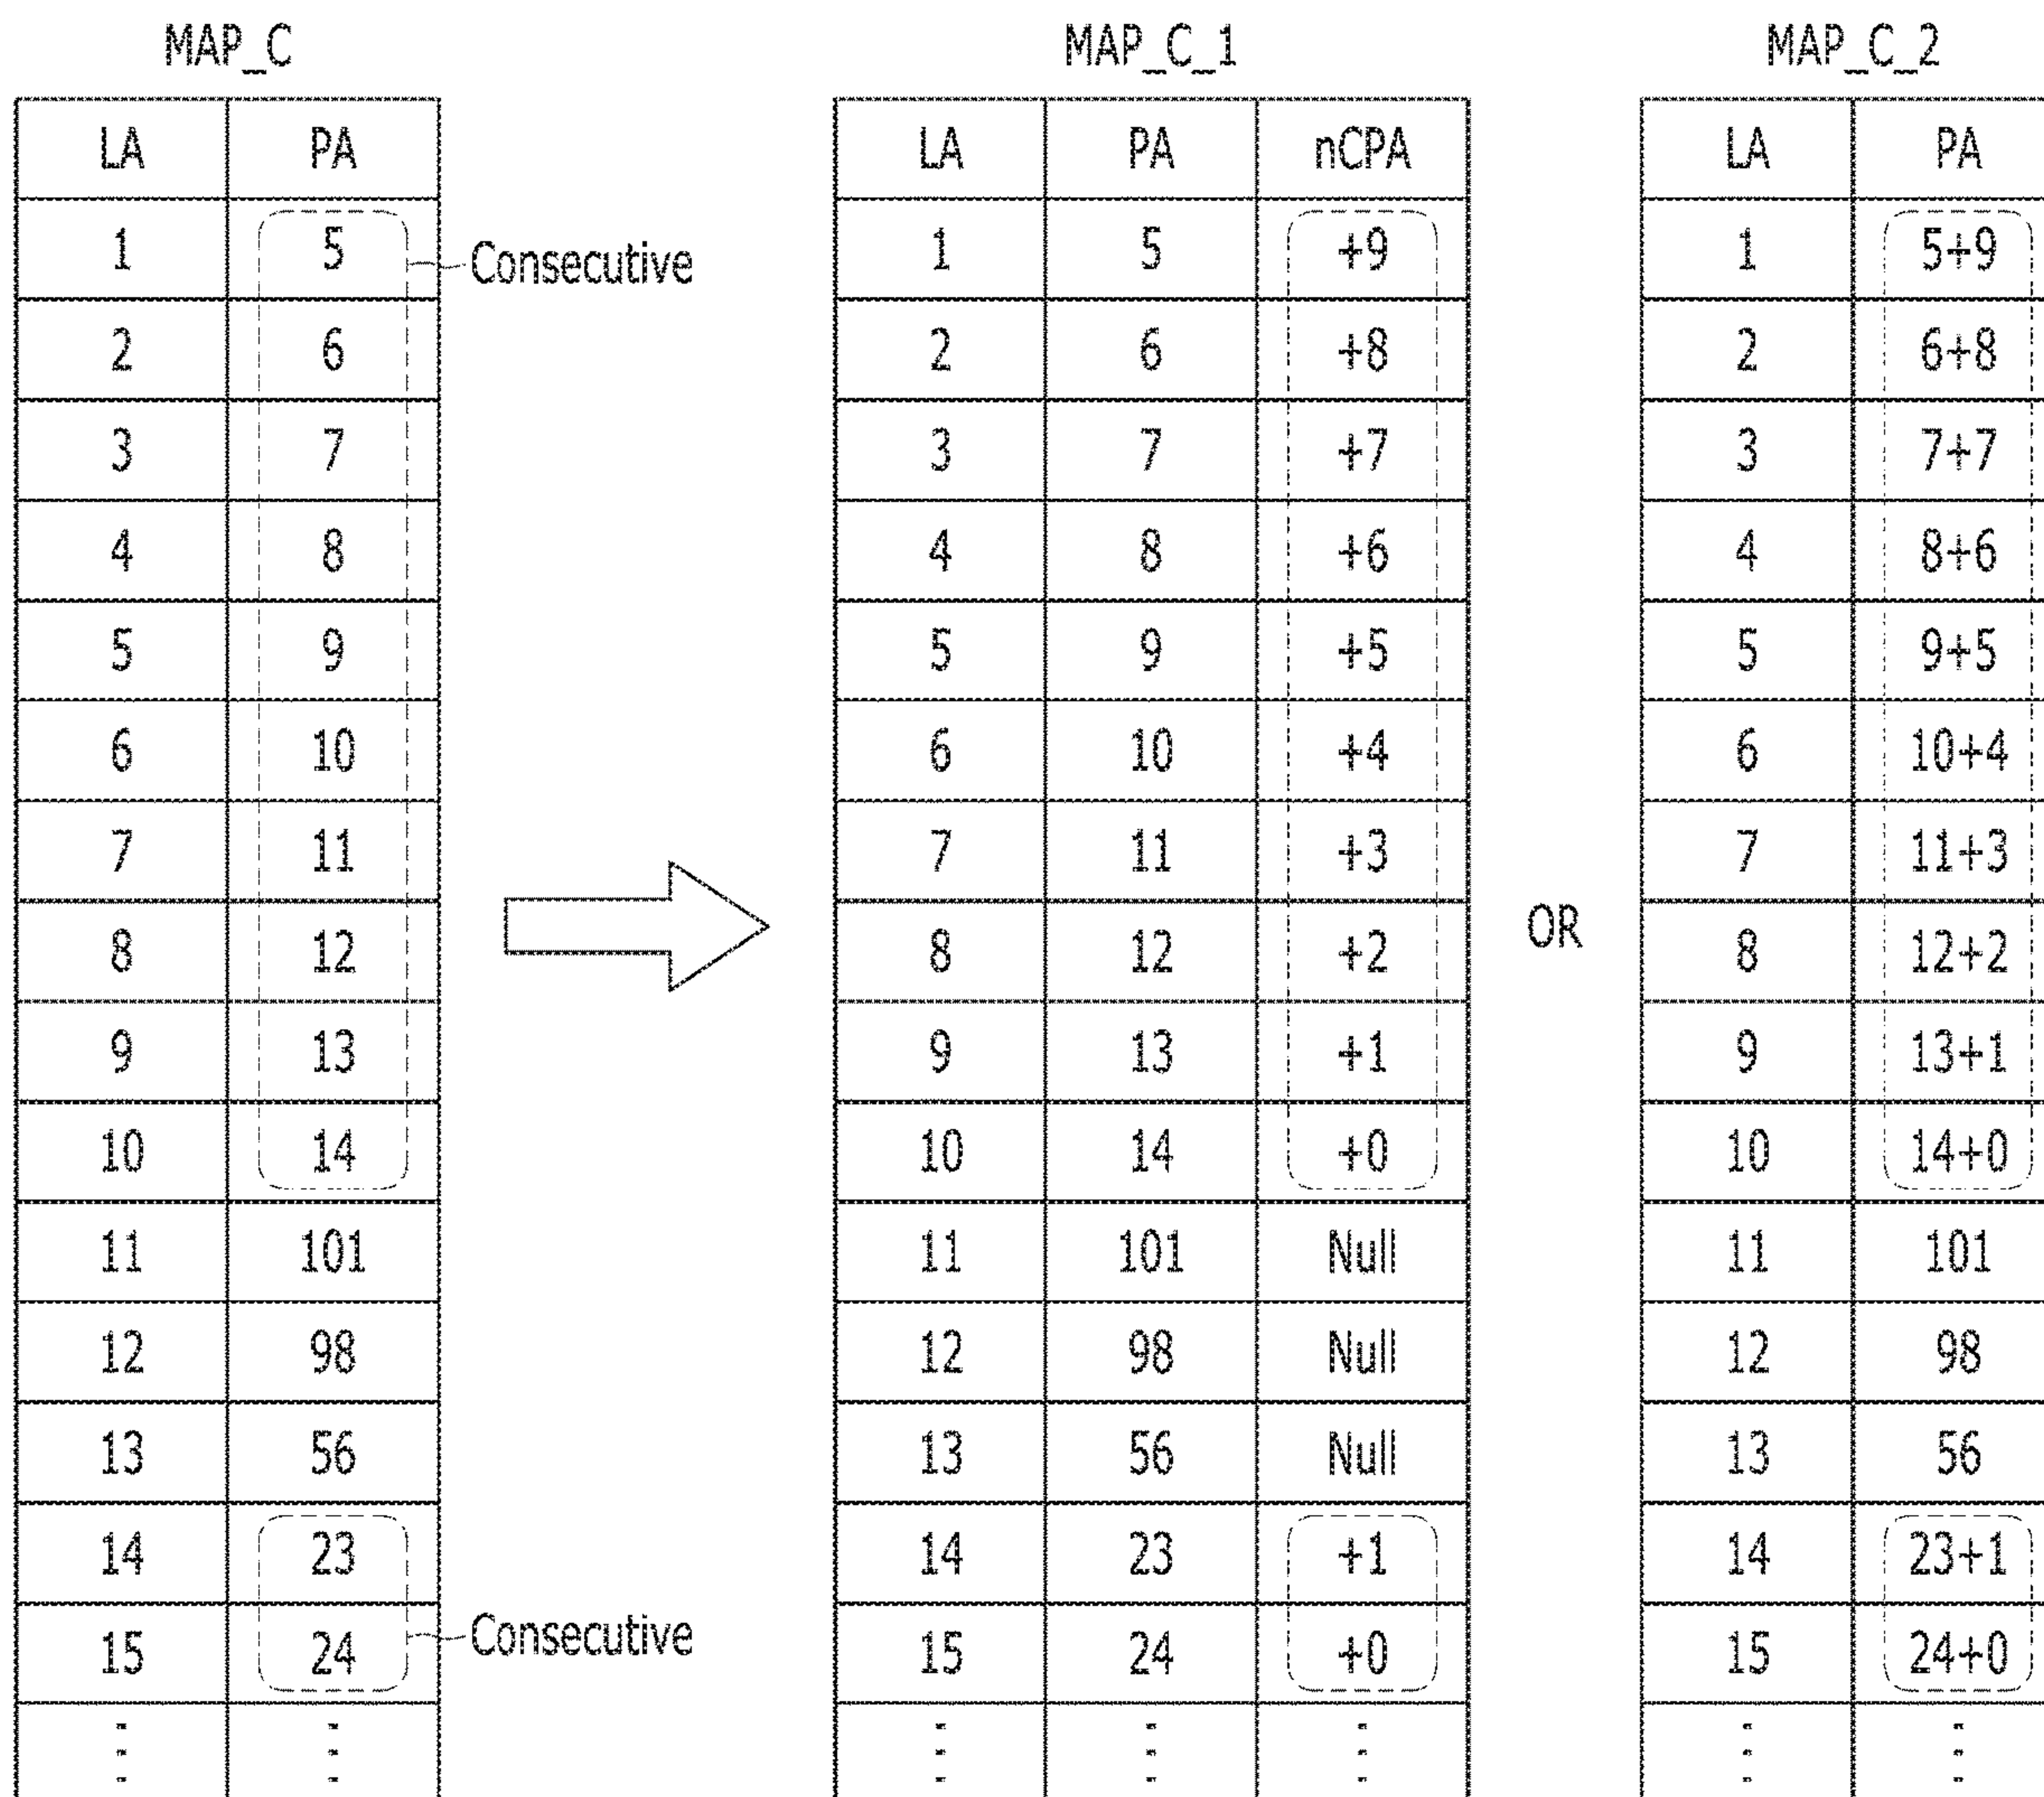 MAP_C MAP_C_1 MAP_C_2
LA PA LA PA nCPA LA PA
1 5 Consecutive 1 5 +9 1 5+9
2 6 2 6 +8 2 6+8
3 7 3 7 +7 3 7+7
4 8 4 8 +6 4 8+6
5 9 5 9 +5 5 9+5
6 10 6 10 +4 6 10+4
7 11 7 11 +3 7 11+3
8 12 8 12 +2 OR 8 12+2
9 13 9 13 +1 9 13+1
10 14 10 14 +0 10 14+0
11 101 11 101 Null 11 101
12 98 12 98 Null 12 98
13 56 13 56 Null 13 56
14 23 14 23 +1 14 23+1
15 24 Consecutive 15 24 +0 15 24+0